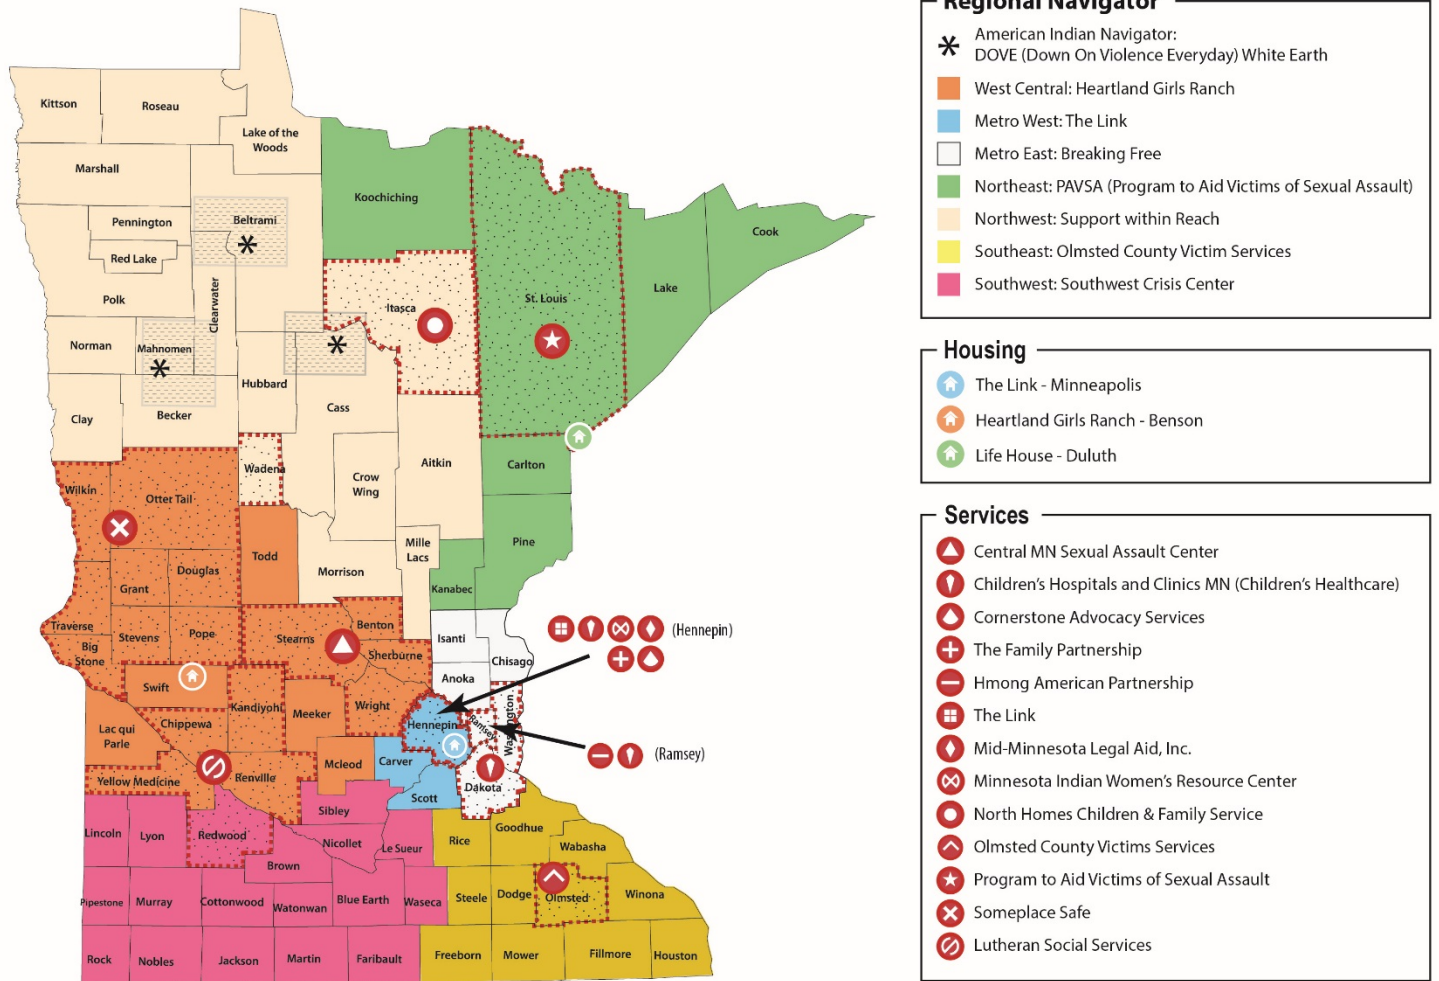 Kittson
Roseau
Lake of the
Woods
Marshall
Koochiching
Pennington
Beltrami
Red Lake
Cook
Polk
Clearwater
Itasca
St. Louis
Lake
Norman
Mahnomen
Hubbard
Clay
Becker
Cass
Wadena
Aitkin
Carlton
Crow
Wing
Wilkin
Otter Tail
Todd
Mille
Lacs
Pine
Morrison
Kanabec
Grant
Douglas
Traverse
Stevens
Pope
Big
Stone
Stearns
Benton
Sherburne
Isanti
Chisago
Anoka
Swift
Kandiyohi
Meeker
Wright
Hennepin
Ramsey
Washington
Chippewa
Lac qui
Parle
Yellow Medicine
Renville
Mcleod
Carver
Scott
Dakota
(Hennepin)
(Ramsey)
Lincoln
Lyon
Redwood
Sibley
Nicollet
Le Sueur
Brown
Rice
Goodhue
Wabasha
Pipestone
Murray
Cottonwood
Watonwan
Blue Earth
Waseca
Steele
Dodge
Olmsted
Winona
Rock
Nobles
Jackson
Martin
Faribault
Freeborn
Mower
Fillmore
Houston
Regional Navigator
American Indian Navigator:
DOVE (Down On Violence Everyday) White Earth
West Central: Heartland Girls Ranch
Metro West: The Link
Metro East: Breaking Free
Northeast: PAVSA (Program to Aid Victims of Sexual Assault)
Northwest: Support within Reach
Southeast: Olmsted County Victim Services
Southwest: Southwest Crisis Center
Housing
The Link - Minneapolis
Heartland Girls Ranch - Benson
Life House - Duluth
Services
Central MN Sexual Assault Center
Children's Hospitals and Clinics MN (Children's Healthcare)
Cornerstone Advocacy Services
The Family Partnership
Hmong American Partnership
The Link
Mid-Minnesota Legal Aid, Inc.
Minnesota Indian Women's Resource Center
North Homes Children & Family Service
Olmsted County Victims Services
Program to Aid Victims of Sexual Assault
Someplace Safe
Lutheran Social Services